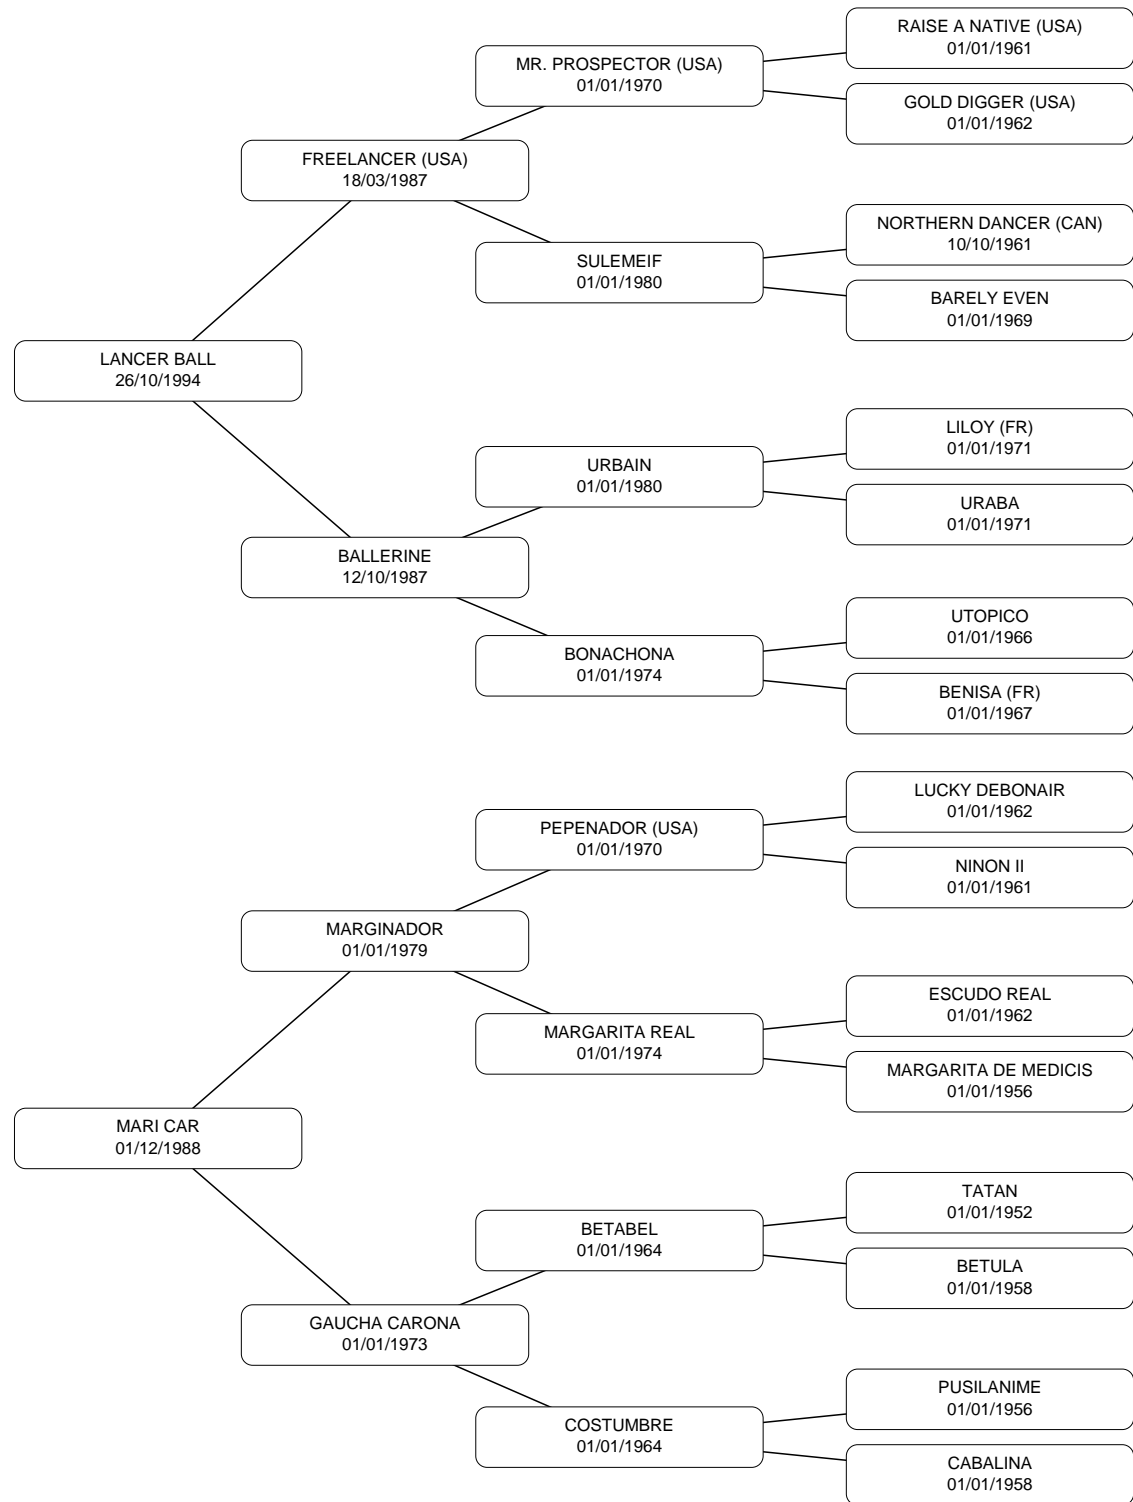 RAISE A NATIVE (USA)
01/01/1961
MR. PROSPECTOR (USA)
01/01/1970
GOLD DIGGER (USA)
01/01/1962
FREELANCER (USA)
18/03/1987
NORTHERN DANCER (CAN)
10/10/1961
SULEMEIF
01/01/1980
BARELY EVEN
01/01/1969
LANCER BALL
26/10/1994
LILOY (FR)
01/01/1971
URBAIN
01/01/1980
URABA
01/01/1971
BALLERINE
12/10/1987
UTOPICO
01/01/1966
BONACHONA
01/01/1974
BENISA (FR)
01/01/1967
LUCKY DEBONAIR
01/01/1962
PEPENADOR (USA)
01/01/1970
NINON II
01/01/1961
MARGINADOR
01/01/1979
ESCUDO REAL
01/01/1962
MARGARITA REAL
01/01/1974
MARGARITA DE MEDICIS
01/01/1956
MARI CAR
01/12/1988
TATAN
01/01/1952
BETABEL
01/01/1964
BETULA
01/01/1958
GAUCHA CARONA
01/01/1973
PUSILANIME
01/01/1956
COSTUMBRE
01/01/1964
CABALINA
01/01/1958